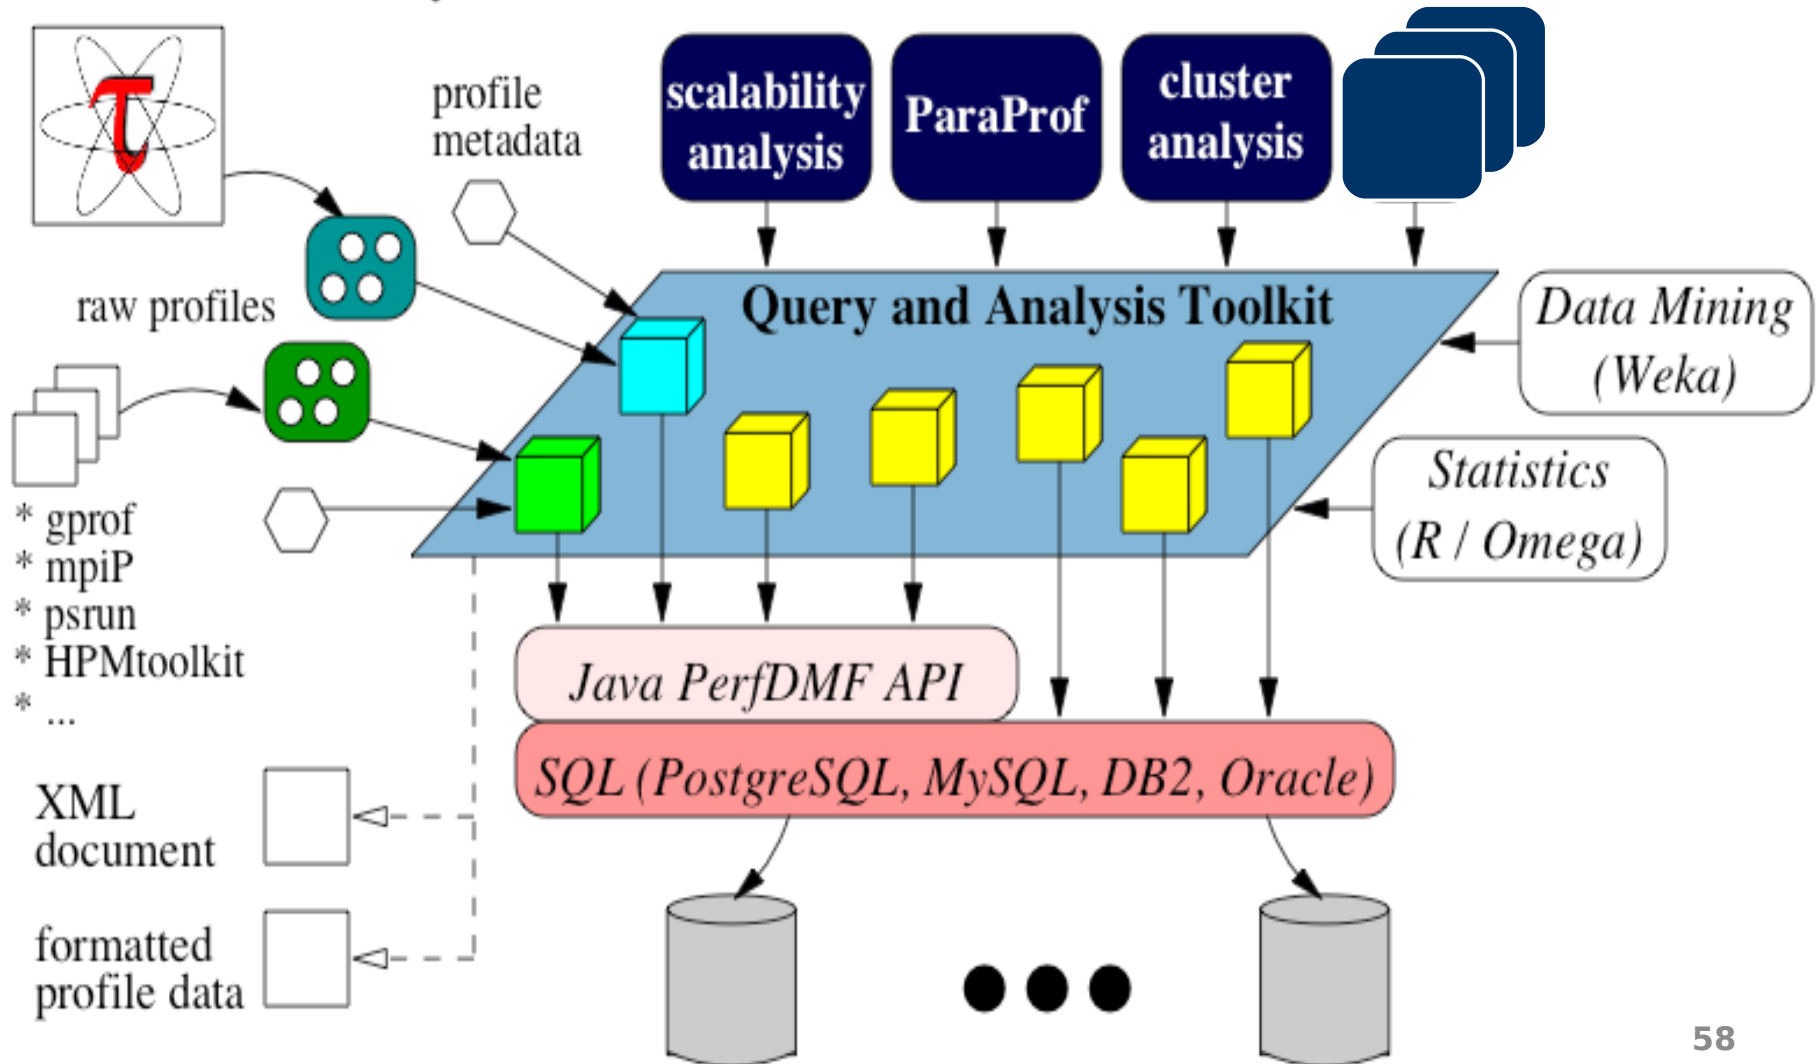 τ
profile
metadata
scalability
analysis
ParaProf
cluster
analysis
raw profiles
Query and Analysis Toolkit
Data Mining
(Weka)
Statistics
(R / Omega)
* gprof
* mpiP
* psrun
* HPMtoolkit
* ...
Java PerfDMF API
SQL (PostgreSQL, MySQL, DB2, Oracle)
XML
document
formatted
profile data
58